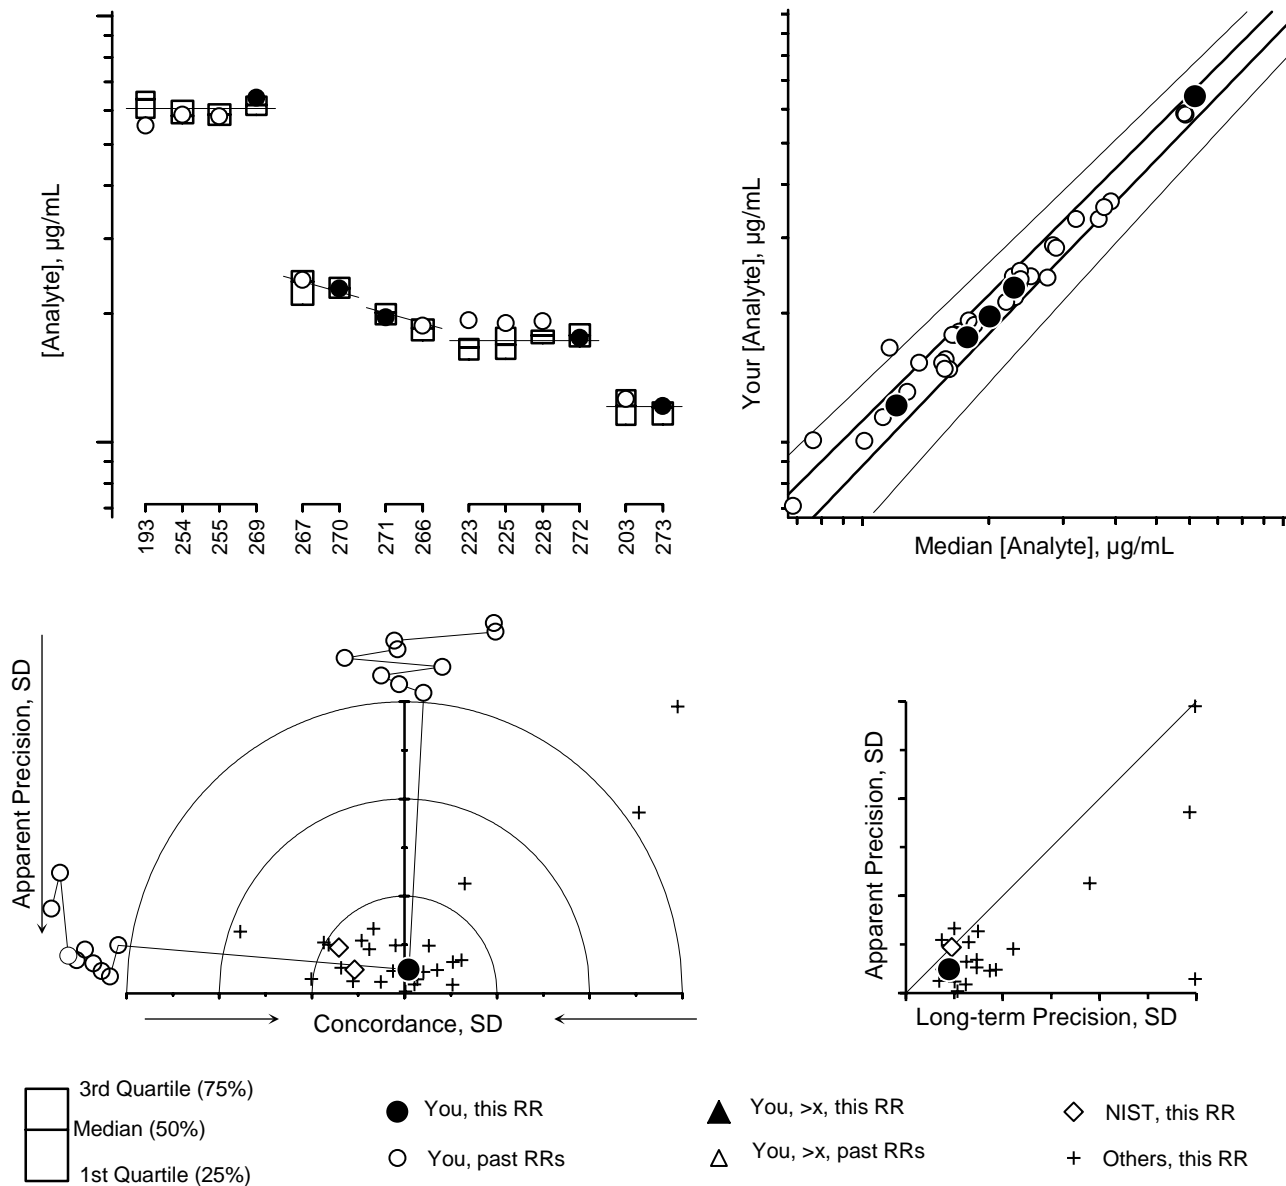 [Analyte], µg/mL
193 254 255 269 267 270 271 266 223 225 228 272 203 273
Your [Analyte], µg/mL
Median [Analyte], µg/mL
Apparent Precision, SD
Concordance, SD
Apparent Precision, SD
Long-term Precision, SD
3rd Quartile (75%)
Median (50%)
1st Quartile (25%)
You, this RR
You, past RRs
You, >x, this RR
You, >x, past RRs
NIST, this RR
Others, this RR